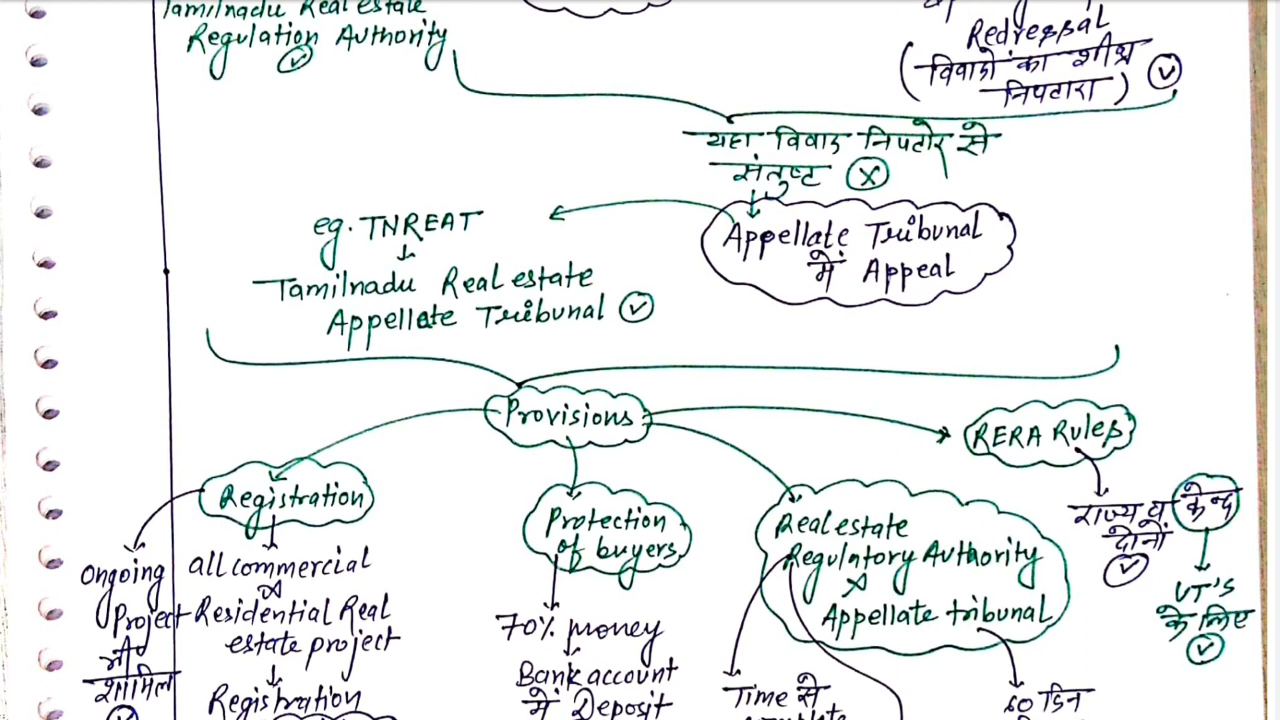 Tamilnadu Real estate
Regulation Authority
Redressal
(विवादों का शीघ्र
निपटारा)
यहा विवाद निपटारे से
संतुष्ट
Appellate Tribunal
में Appeal
eg. TNREAT
Tamilnadu Real estate
Appellate Tribunal
Provisions
RERA Rules
राज्य व केन्द्र
दोनों
UT's
के लिए
Registration
Ongoing
Project
भी
शामिल
all commercial
&
Residential Real
estate project
Registration
Protection
of buyers
70% money
Bank account
में Deposit
Real estate
Regulatory Authority
&
Appellate tribunal
Time से
60 दिन